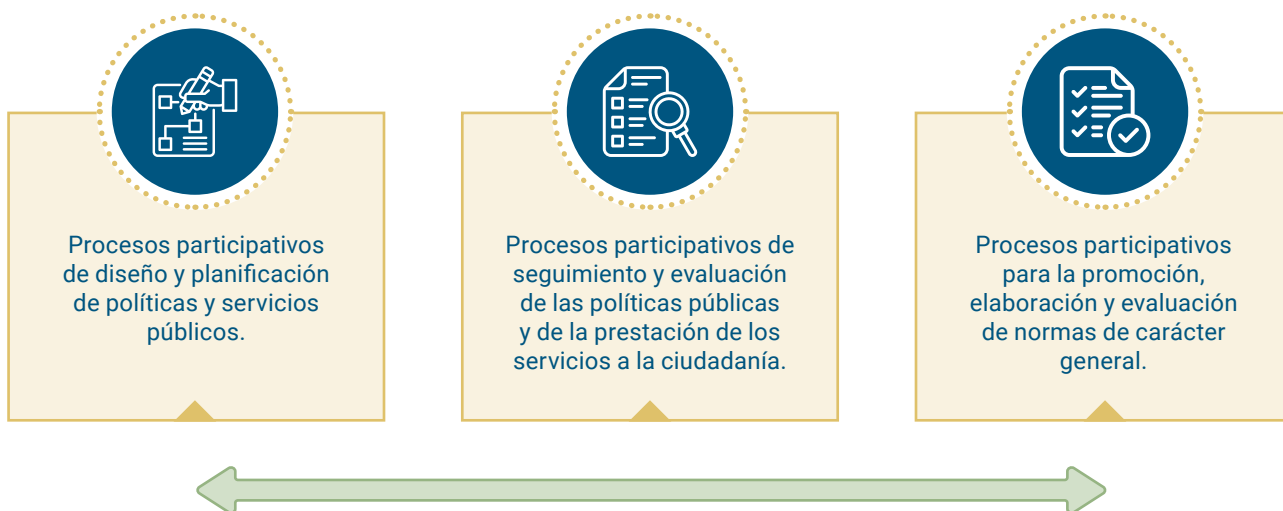 Procesos participativos
de diseño y planificación
de políticas y servicios
públicos.
Procesos participativos de
seguimiento y evaluación
de las políticas públicas
y de la prestación de los
servicios a la ciudadanía.
Procesos participativos
para la promoción,
elaboración y evaluación
de normas de carácter
general.